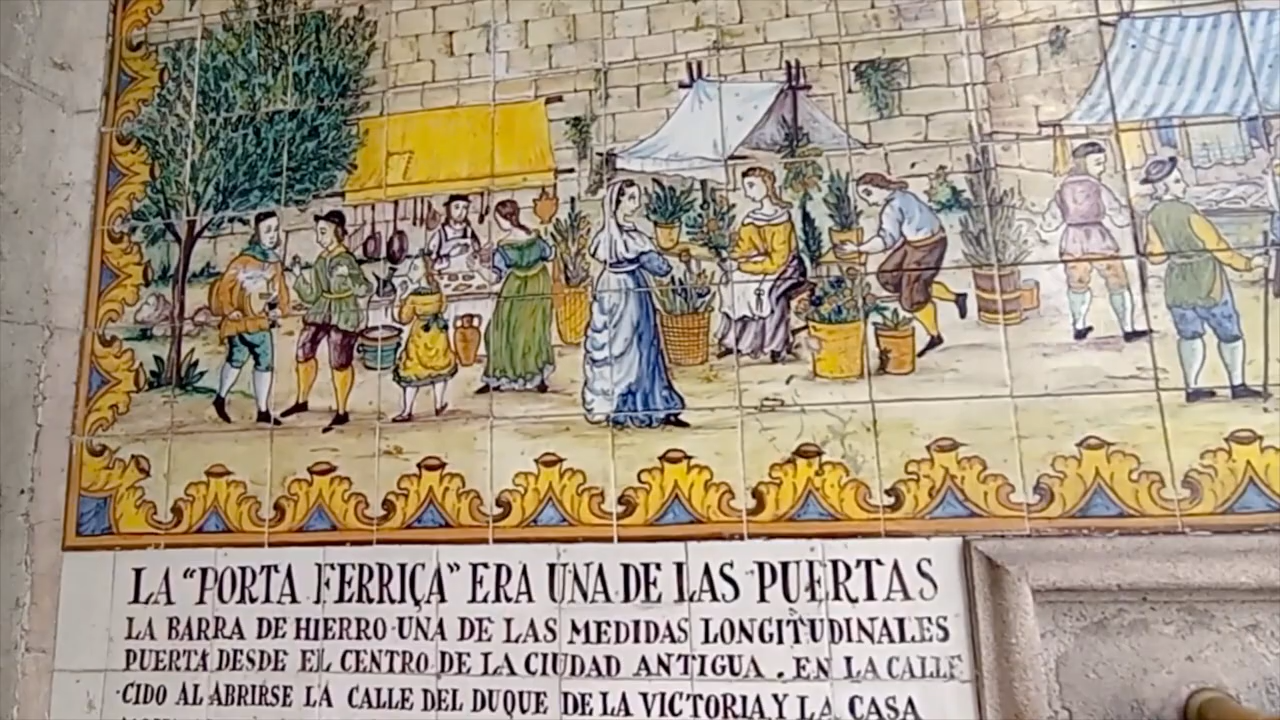 LA "PORTA FERRIÇA" ERA UNA DE LAS PUERTAS
LA BARRA DE HIERRO UNA DE LAS MEDIDAS LONGITUDINALES
PUERTA DESDE EL CENTRO DE LA CIUDAD ANTIGUA. EN LA CALLE
CIDO AL ABRIRSE LA CALLE DEL DUQUE DE LA VICTORIA Y LA CASA